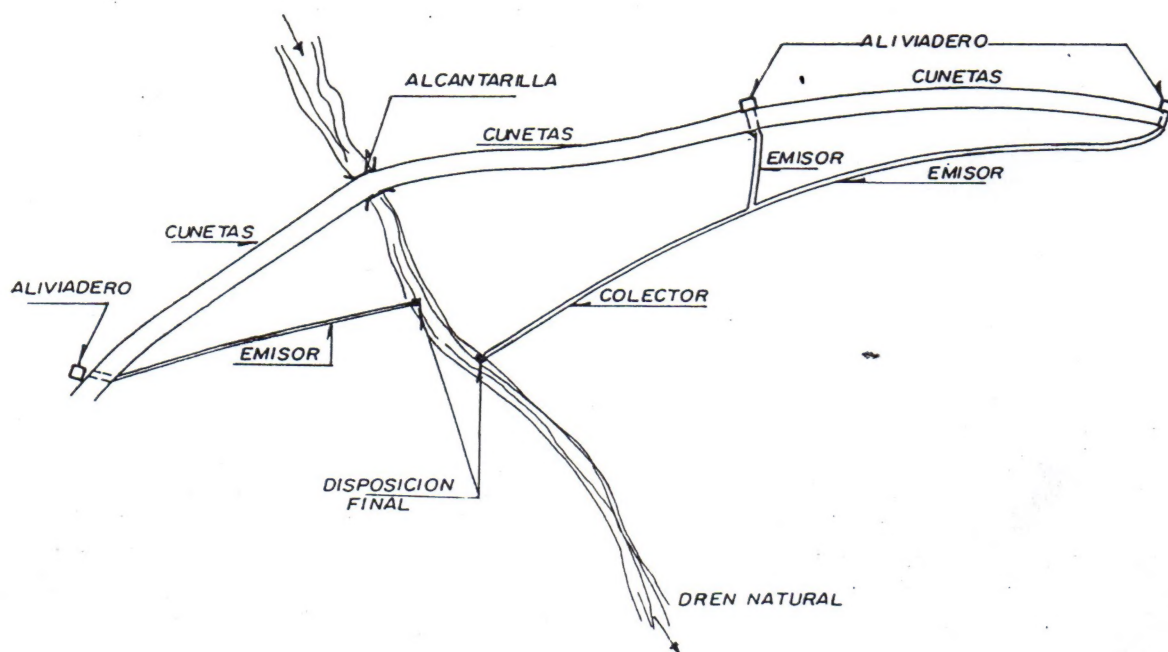 ALIVIADERO
CUNETAS
ALCANTARILLA
CUNETAS
EMISOR
EMISOR
CUNETAS
ALIVIADERO
COLECTOR
EMISOR
DISPOSICION
FINAL
DREN NATURAL